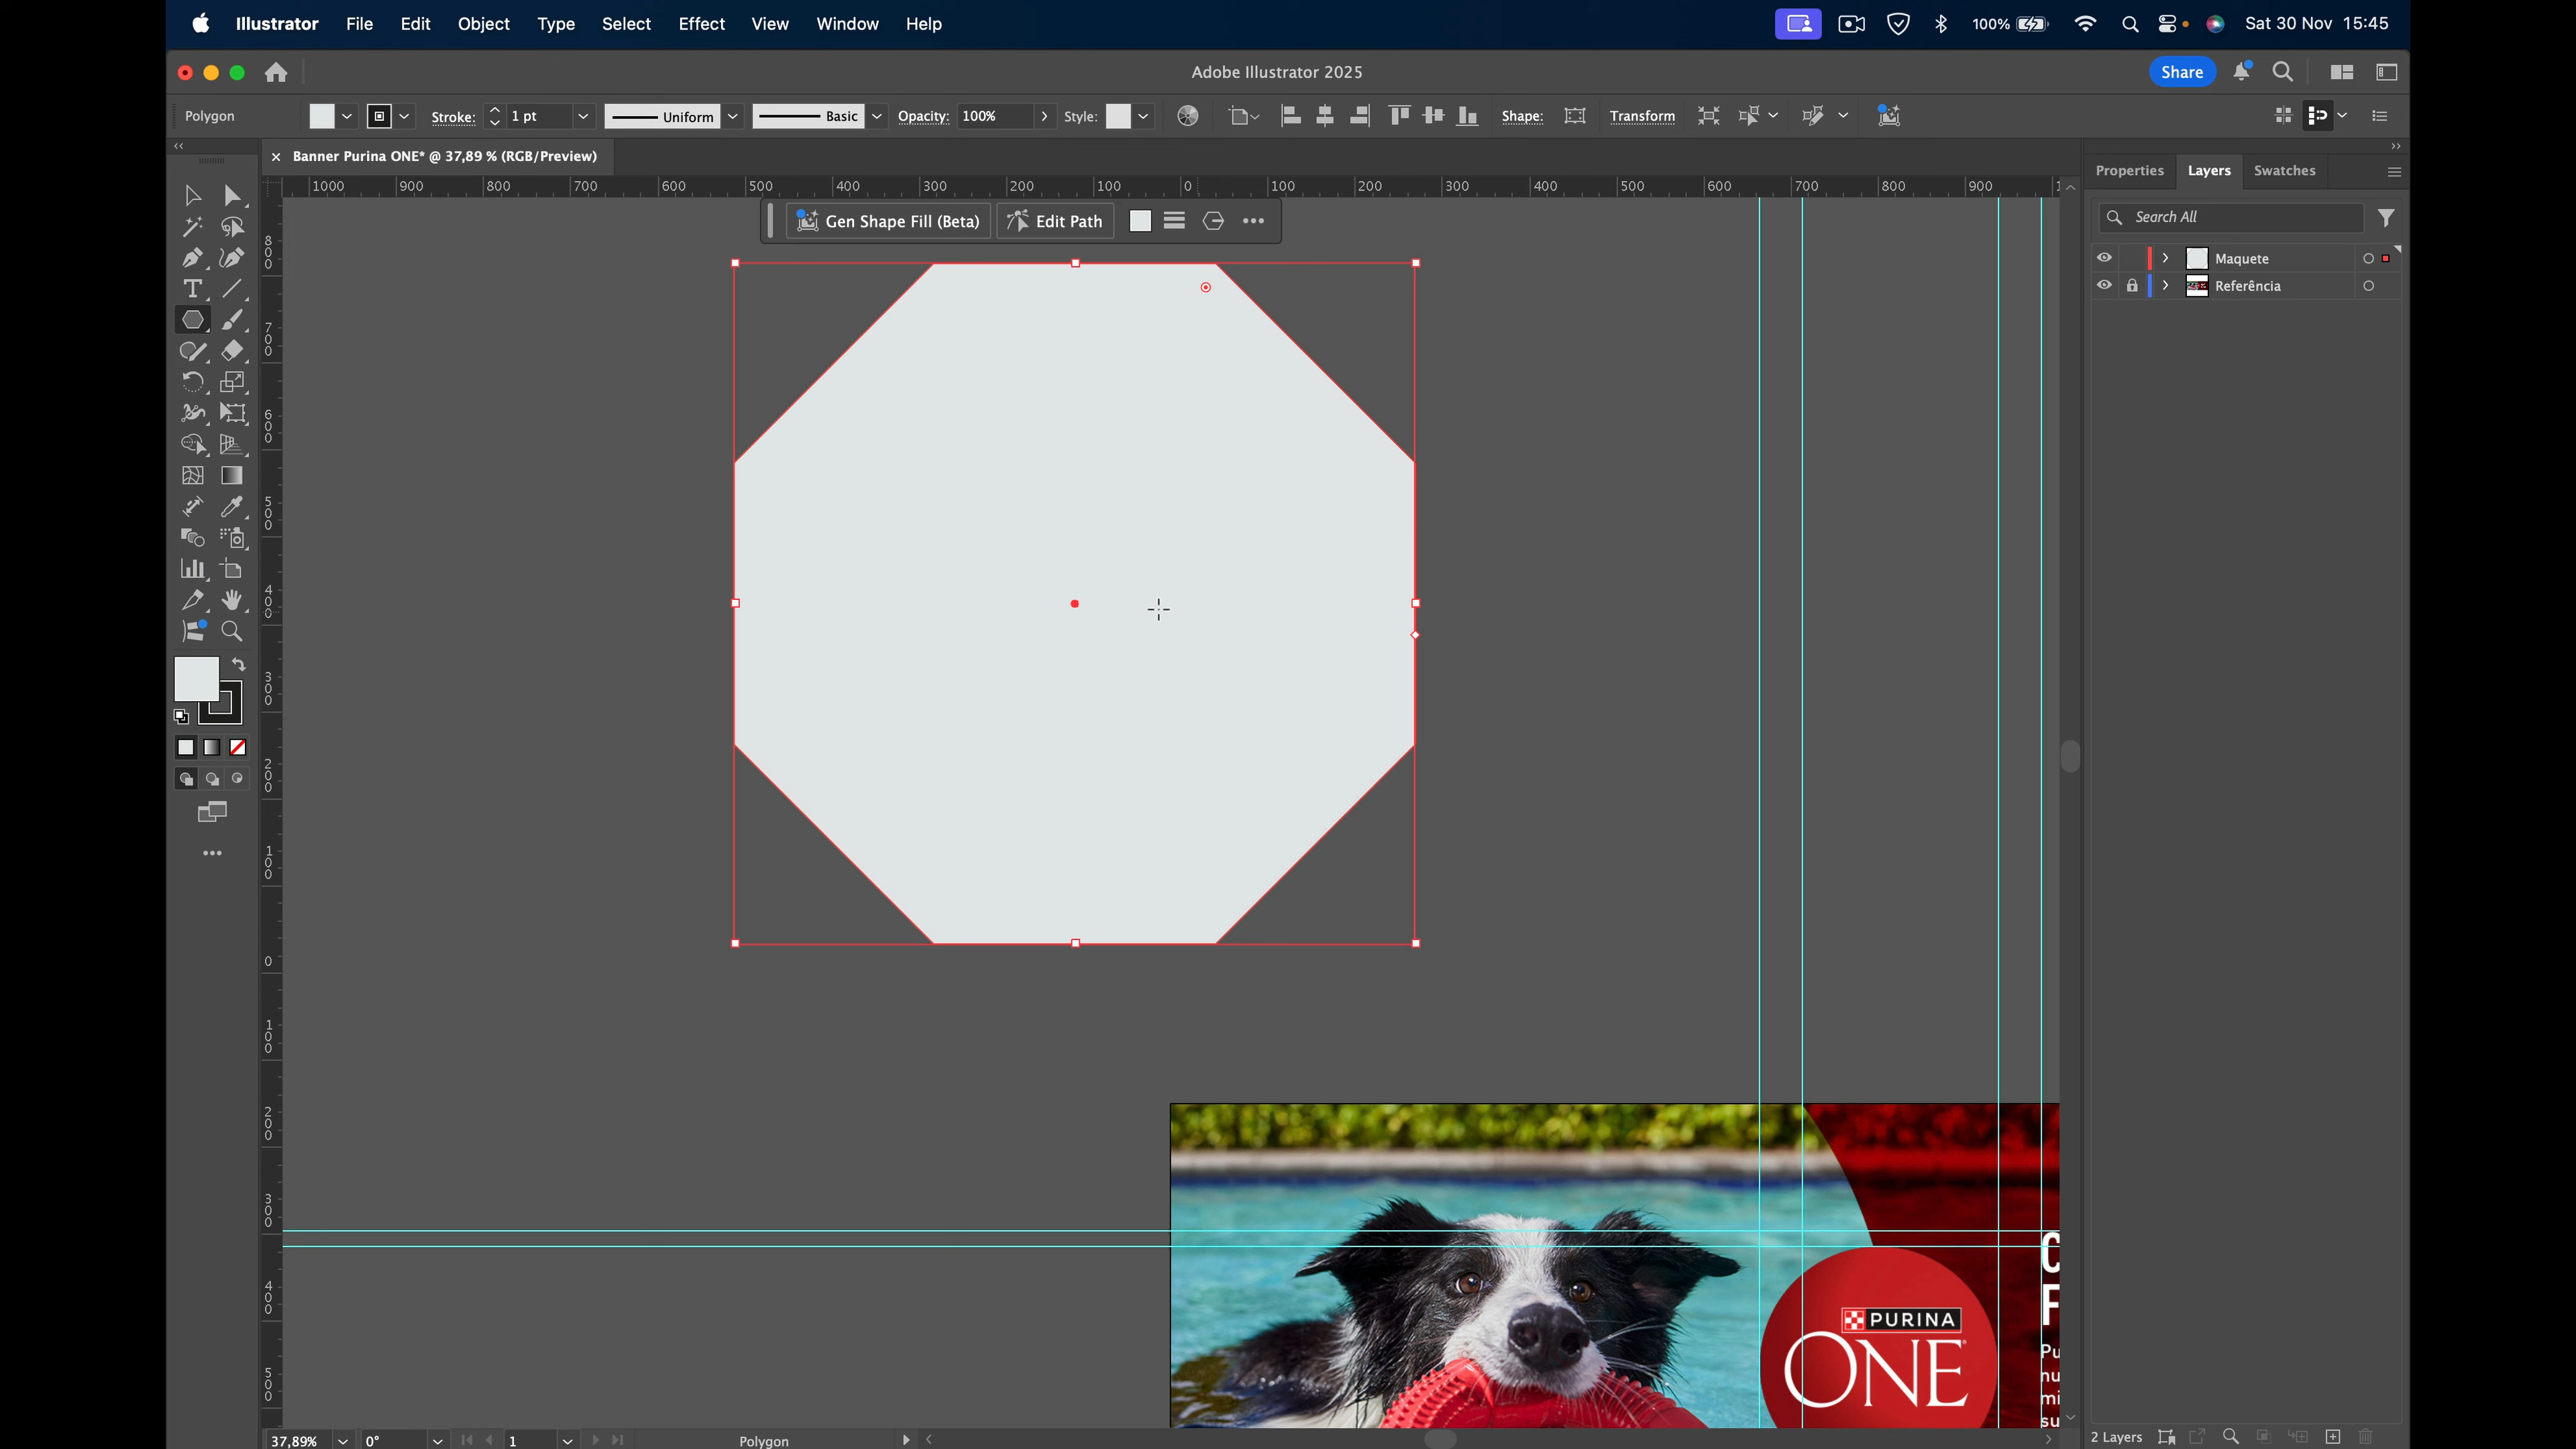 Illustrator File Edit Object Type Select Effect View Window Help
100% Sat 30 Nov 15:45
Adobe Illustrator 2025
Share
Polygon Stroke: 1 pt Uniform Basic Opacity: 100% Style: Shape: Transform
Banner Purina ONE* @ 37,89 % (RGB/Preview)
Properties Layers Swatches
1000 900 800 700 600 500 400 300 200 100 0 100 200 300 400 500 600 700 800 900
Gen Shape Fill (Beta) Edit Path
Search All
Maquete
Referência
800
700
600
500
400
300
200
100
0
100
200
300
400
500
PURINA
ONE
C
F
Pu
nu
mi
su
37,89% 0° 1 Polygon
2 Layers